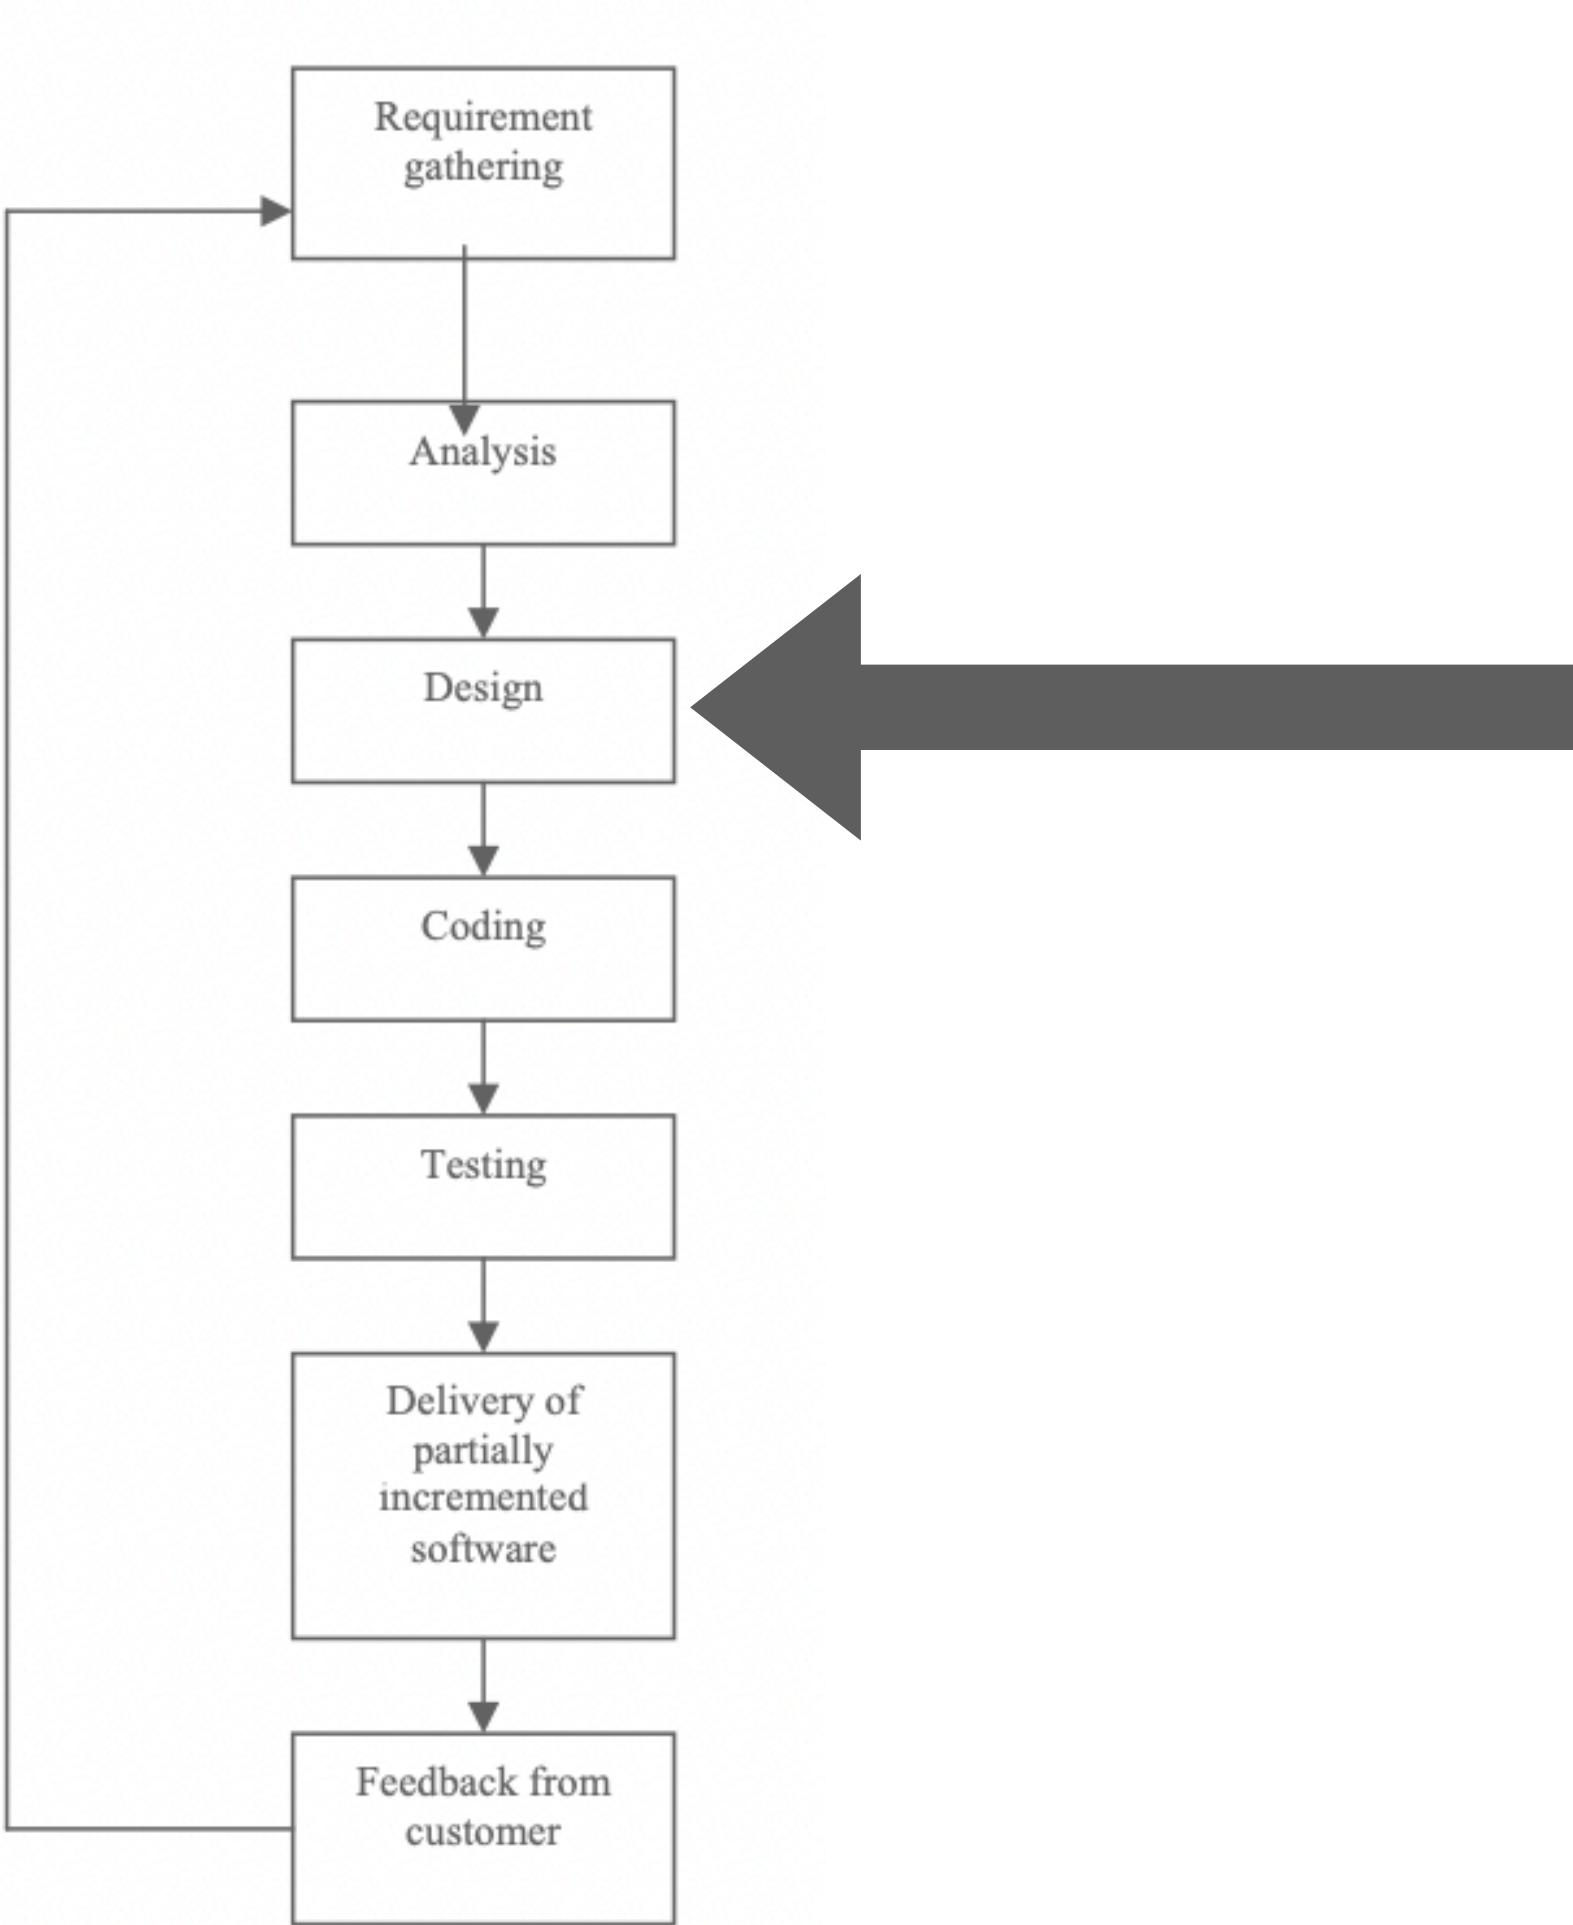 Requirement
gathering
Analysis
Design
Coding
Testing
Delivery of
partially
incremented
software
Feedback from
customer